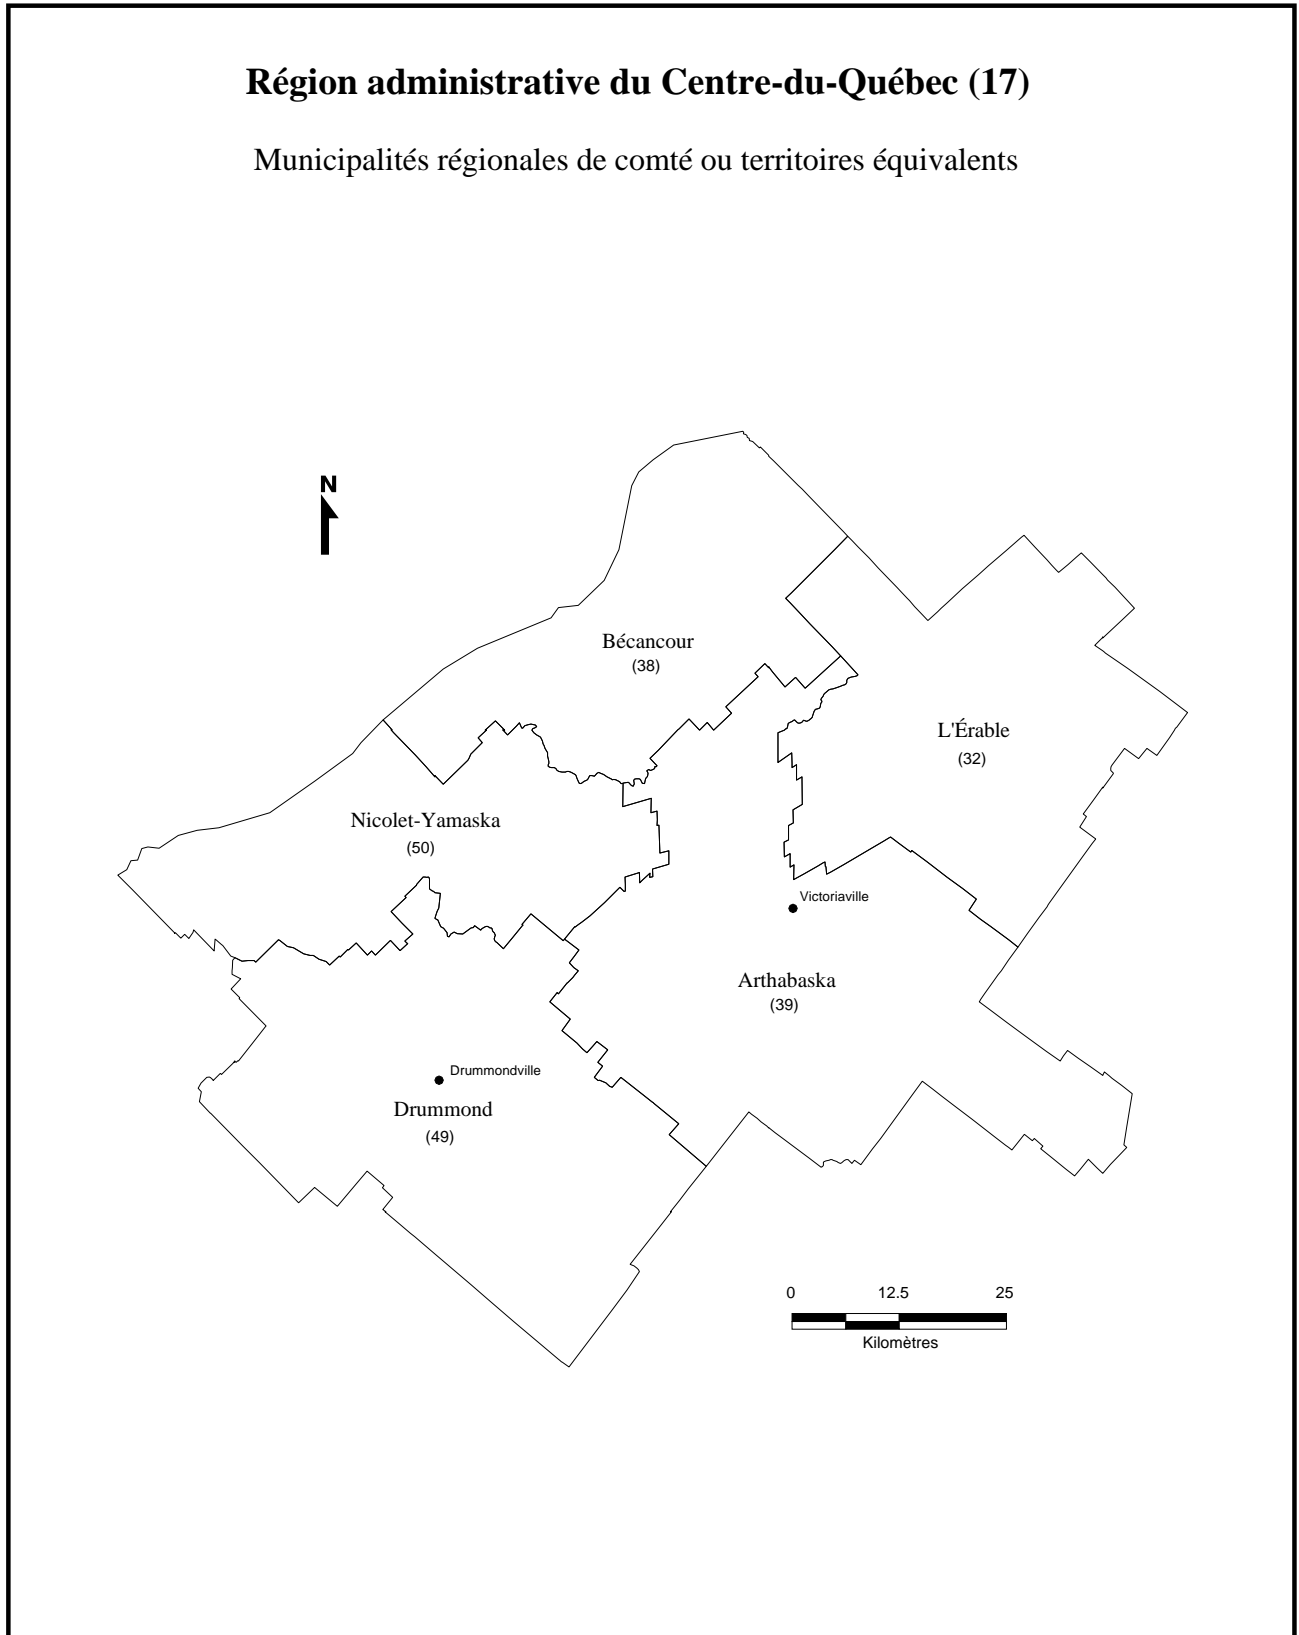 Région administrative du Centre-du-Québec (17)
Municipalités régionales de comté ou territoires équivalents
N
Bécancour
(38)
L'Érable
(32)
Nicolet-Yamaska
(50)
Victoriaville
Arthabaska
(39)
Drummondville
Drummond
(49)
0 12.5 25
Kilomètres